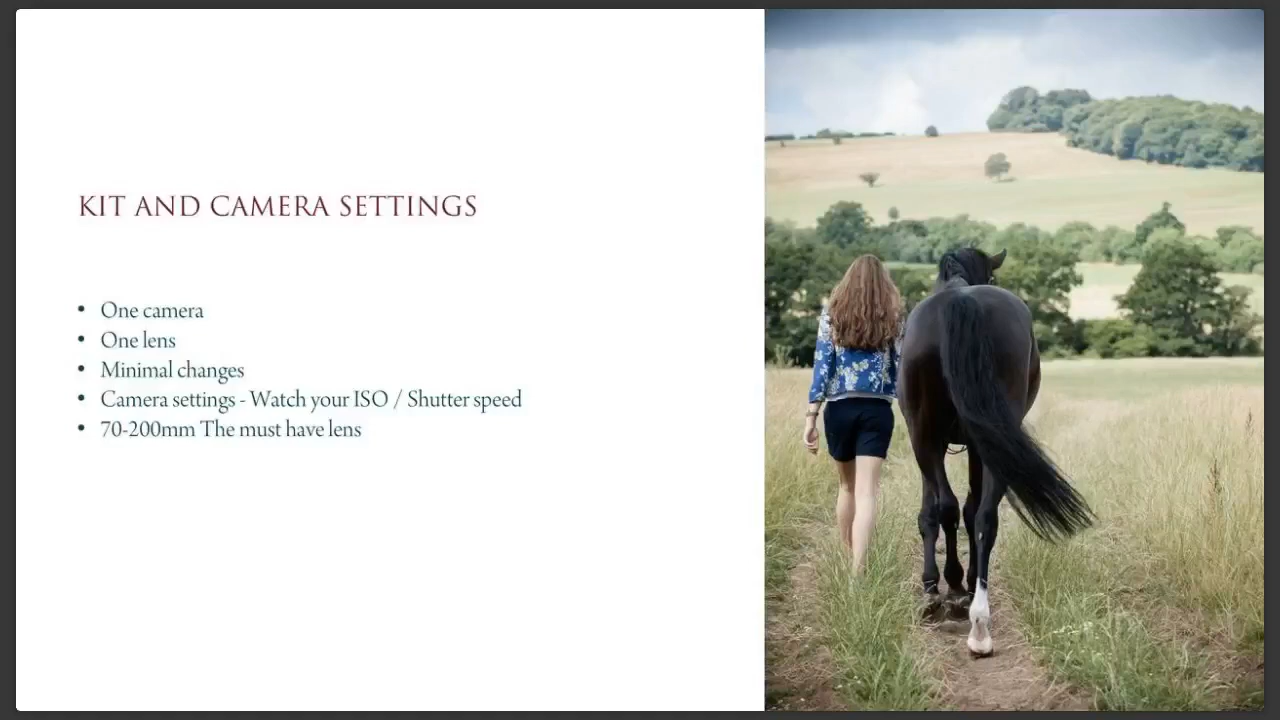 KIT AND CAMERA SETTINGS
• One camera
• One lens
• Minimal changes
• Camera settings - Watch your ISO / Shutter speed
• 70-200mm The must have lens